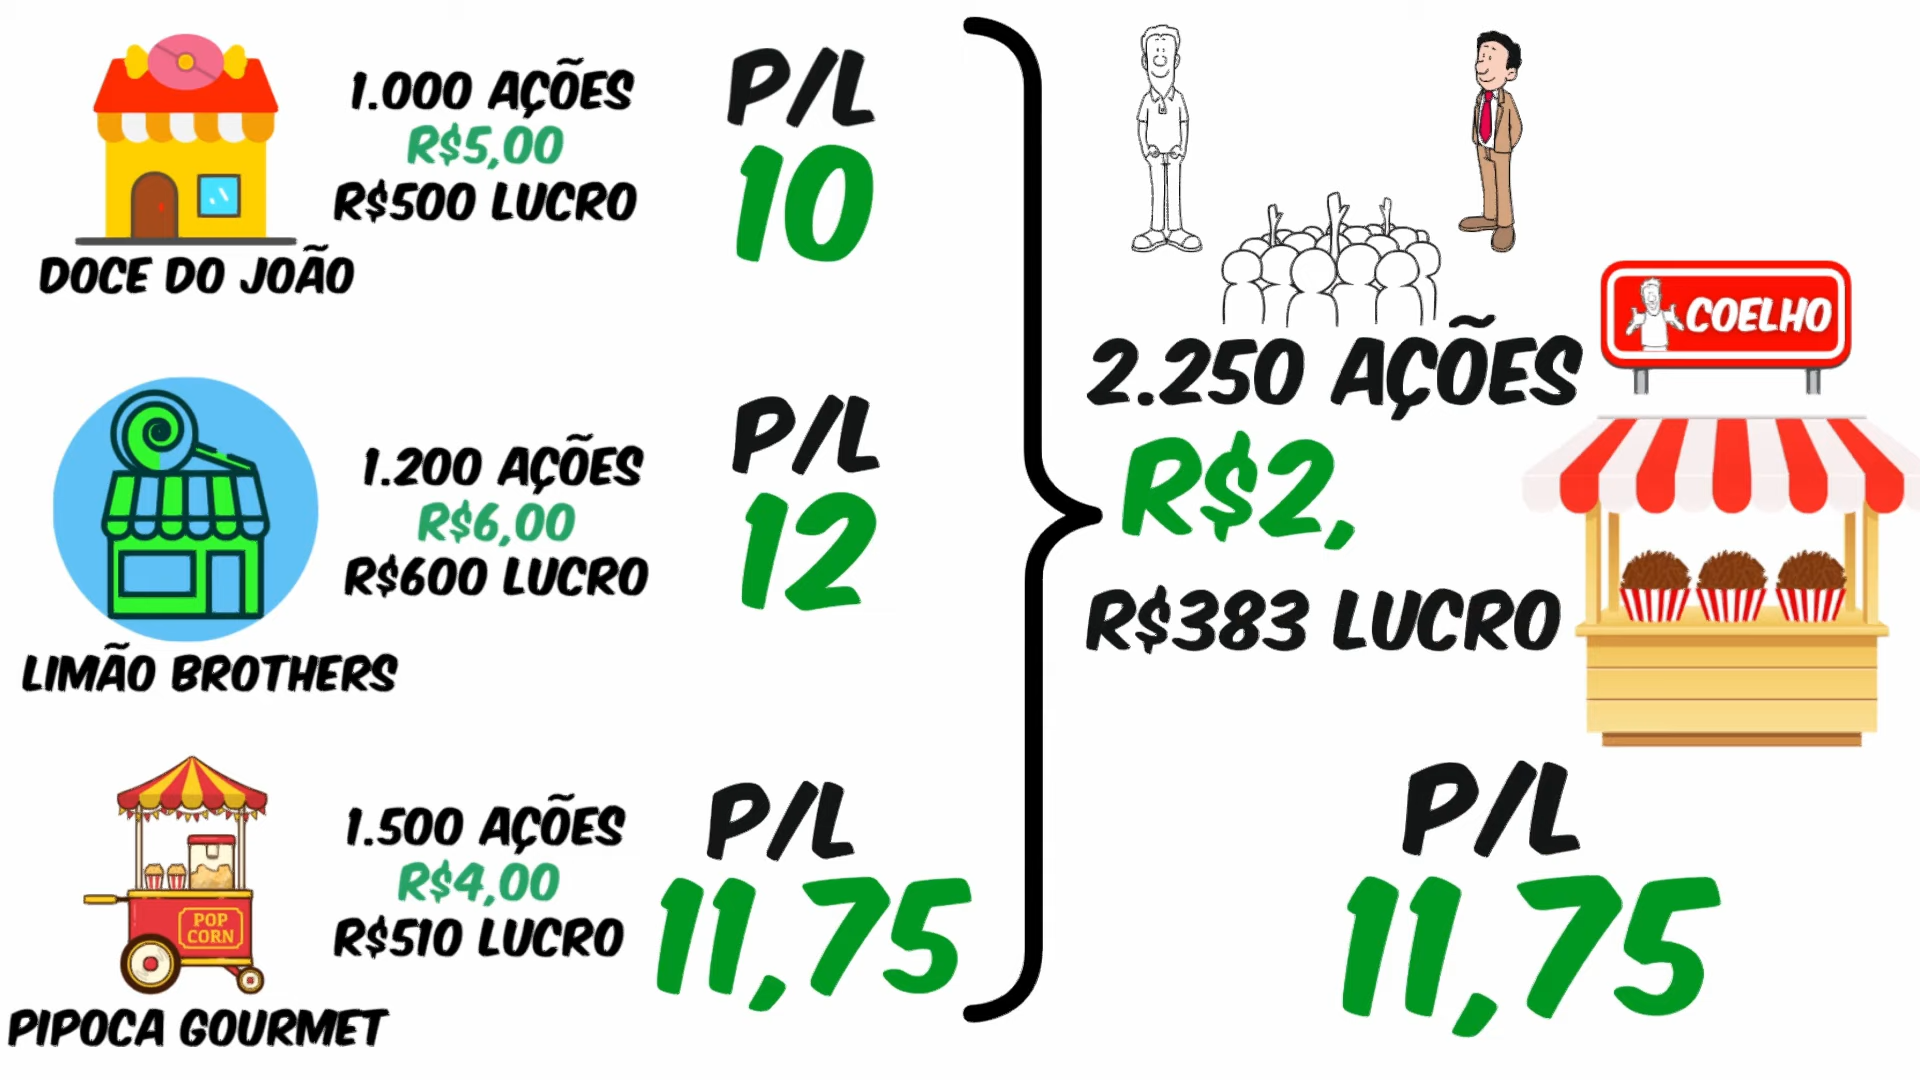 1.000 AÇÕES
R$5,00
R$500 LUCRO
DOCE DO JOÃO
P/L
10
1.200 AÇÕES
R$6,00
R$600 LUCRO
LIMÃO BROTHERS
P/L
12
POP
CORN
1.500 AÇÕES
R$4,00
R$510 LUCRO
PIPOCA GOURMET
P/L
11,75
COELHO
2.250 AÇÕES
R$2,
R$383 LUCRO
P/L
11,75